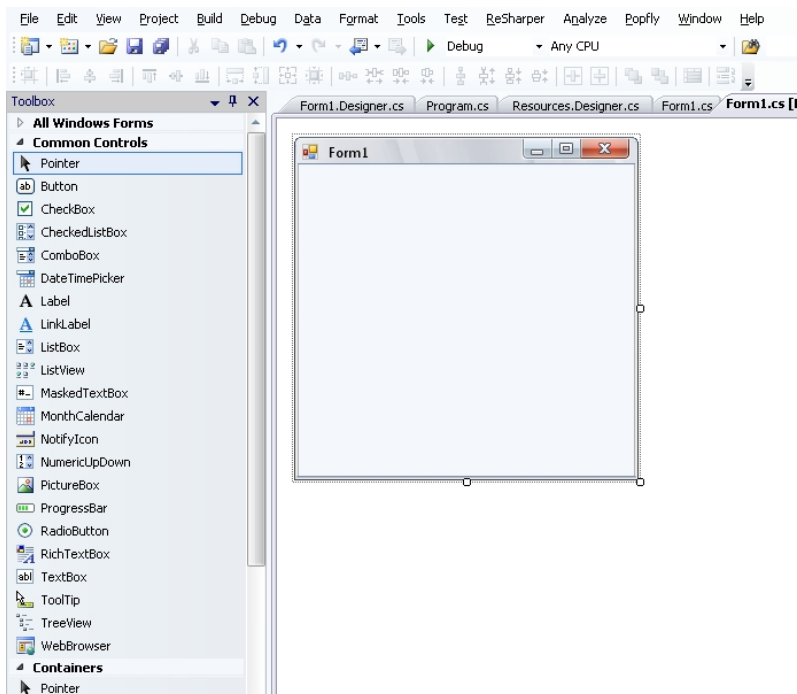 File Edit View Project Build Debug Data Format Tools Test ReSharper Analyze Popfly Window Help
Debug Any CPU
Toolbox
Form1.Designer.cs Program.cs Resources.Designer.cs Form1.cs Form1.cs [
All Windows Forms
Common Controls
Pointer
Button
CheckBox
CheckedListBox
ComboBox
DateTimePicker
Label
LinkLabel
ListBox
ListView
MaskedTextBox
MonthCalendar
NotifyIcon
NumericUpDown
PictureBox
ProgressBar
RadioButton
RichTextBox
TextBox
ToolTip
TreeView
WebBrowser
Containers
Pointer
Form1